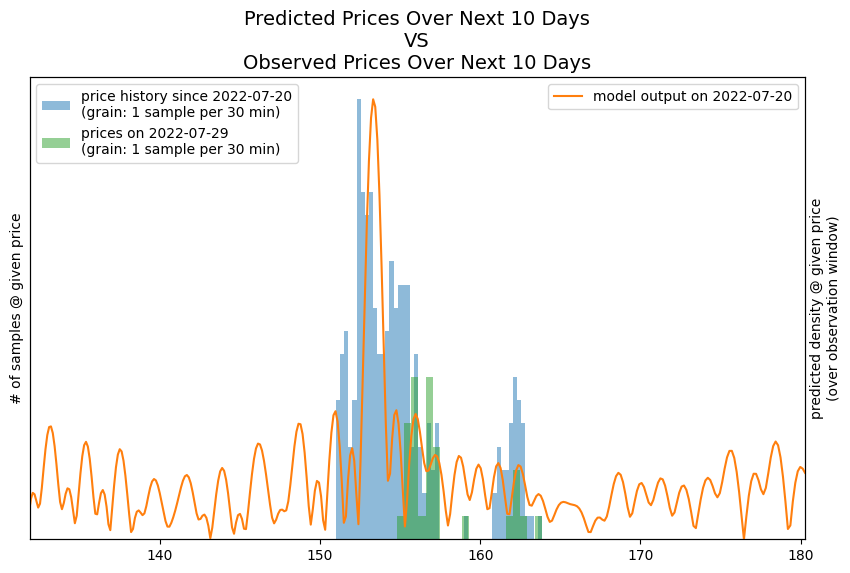 Predicted Prices Over Next 10 Days
VS
Observed Prices Over Next 10 Days
price history since 2022-07-20
(grain: 1 sample per 30 min)
prices on 2022-07-29
(grain: 1 sample per 30 min)
model output on 2022-07-20
# of samples @ given price
predicted density @ given price
(over observation window)
140
150
160
170
180